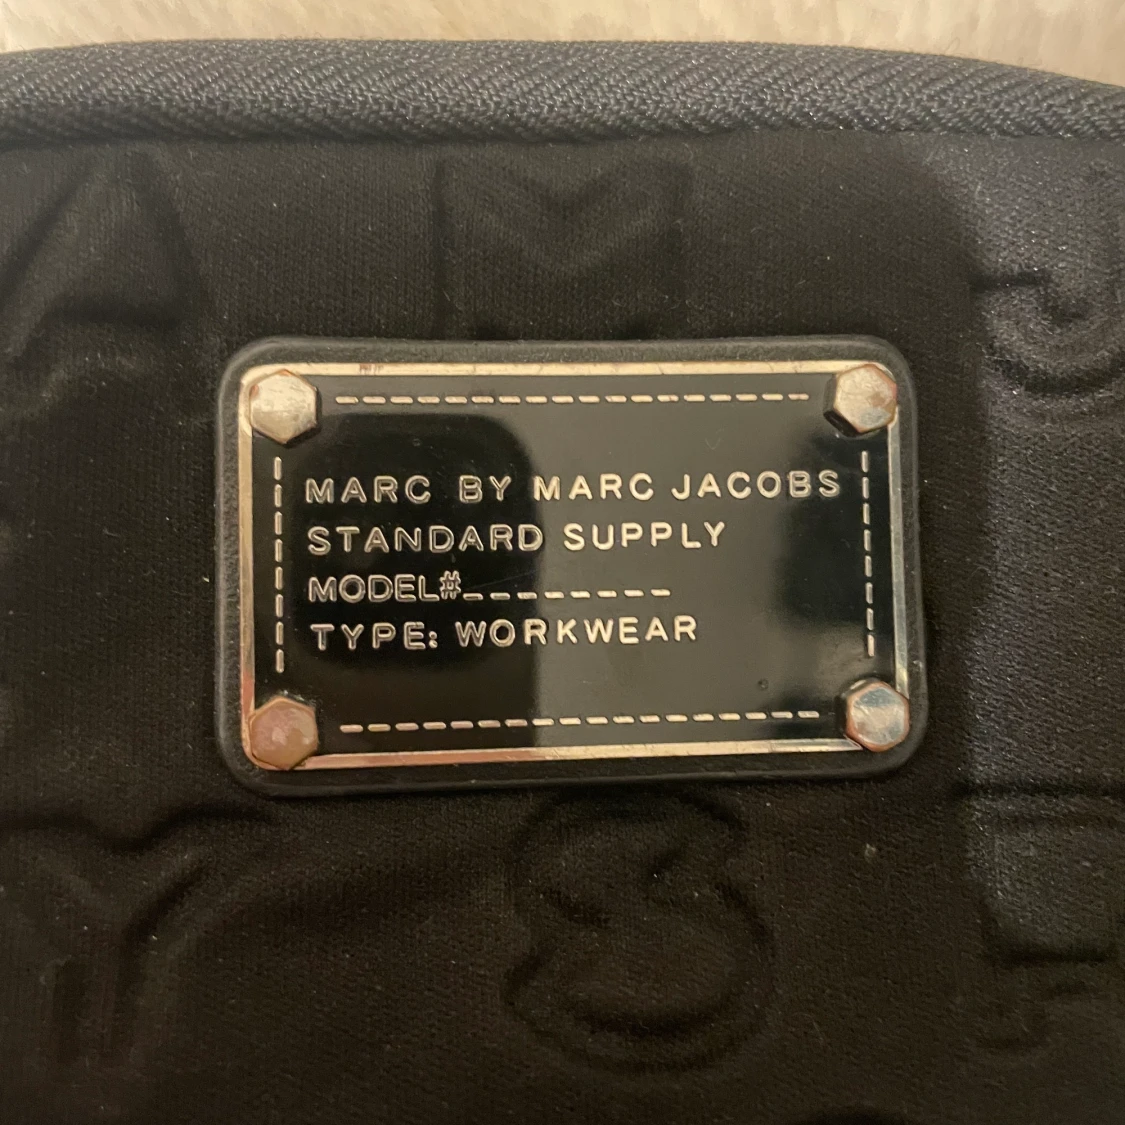 MARC BY MARC JACOBS
STANDARD SUPPLY
MODEL#________
TYPE: WORKWEAR